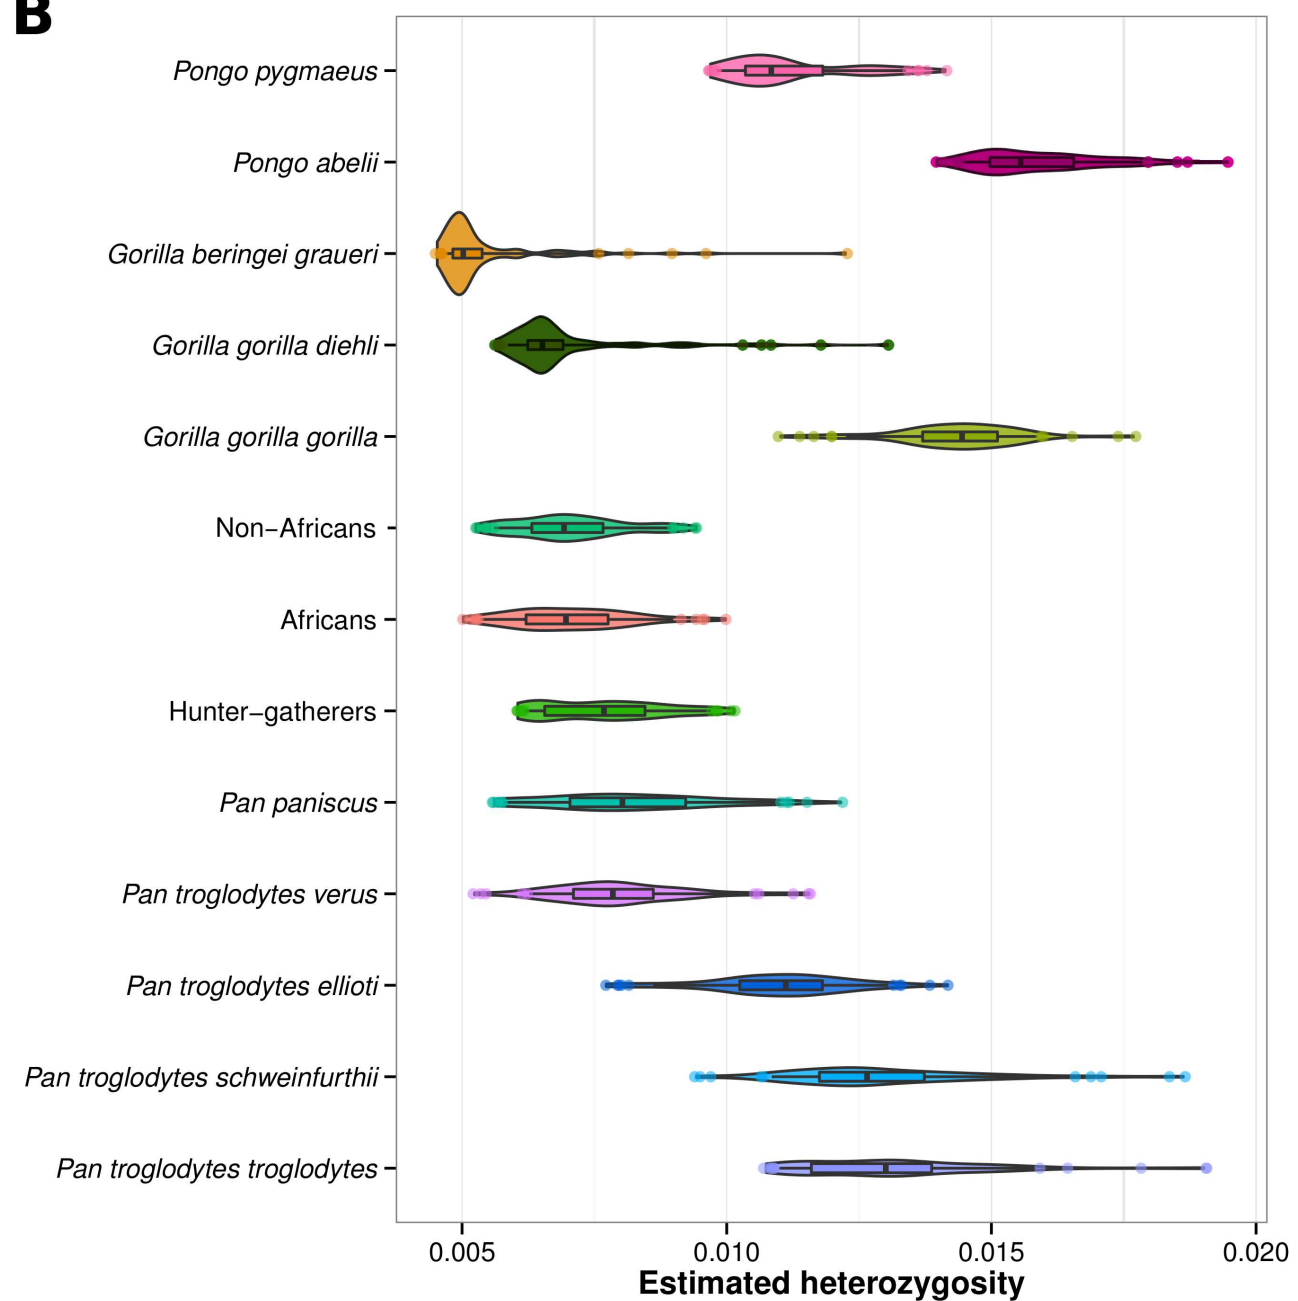 B
Pongo pygmaeus
Pongo abelii
Gorilla beringei graueri
Gorilla gorilla diehli
Gorilla gorilla gorilla
Non−Africans
Africans
Hunter−gatherers
Pan paniscus
Pan troglodytes verus
Pan troglodytes ellioti
Pan troglodytes schweinfurthii
Pan troglodytes troglodytes
0.005 0.010 0.015 0.020
Estimated heterozygosity